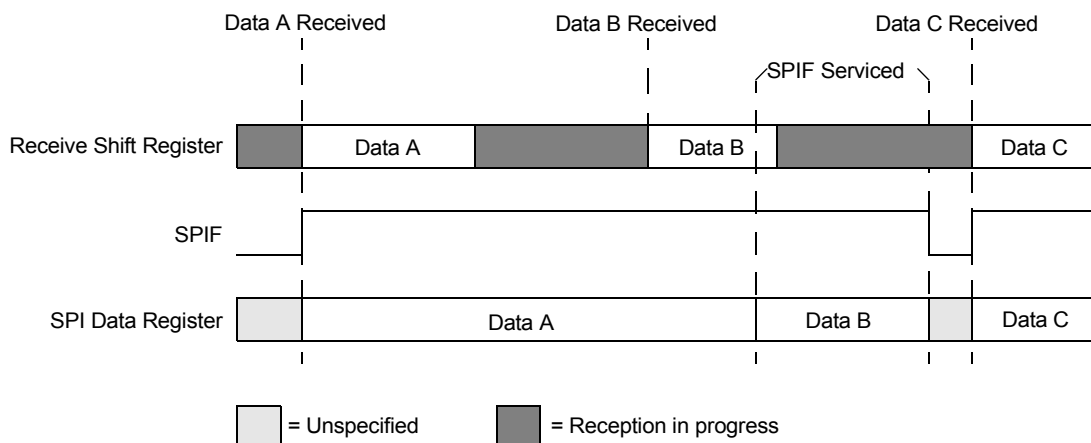 Data A Received
Data B Received
Data C Received
SPIF Serviced
Receive Shift Register
Data A
Data B
Data C
SPIF
SPI Data Register
Data A
Data B
Data C
= Unspecified
= Reception in progress